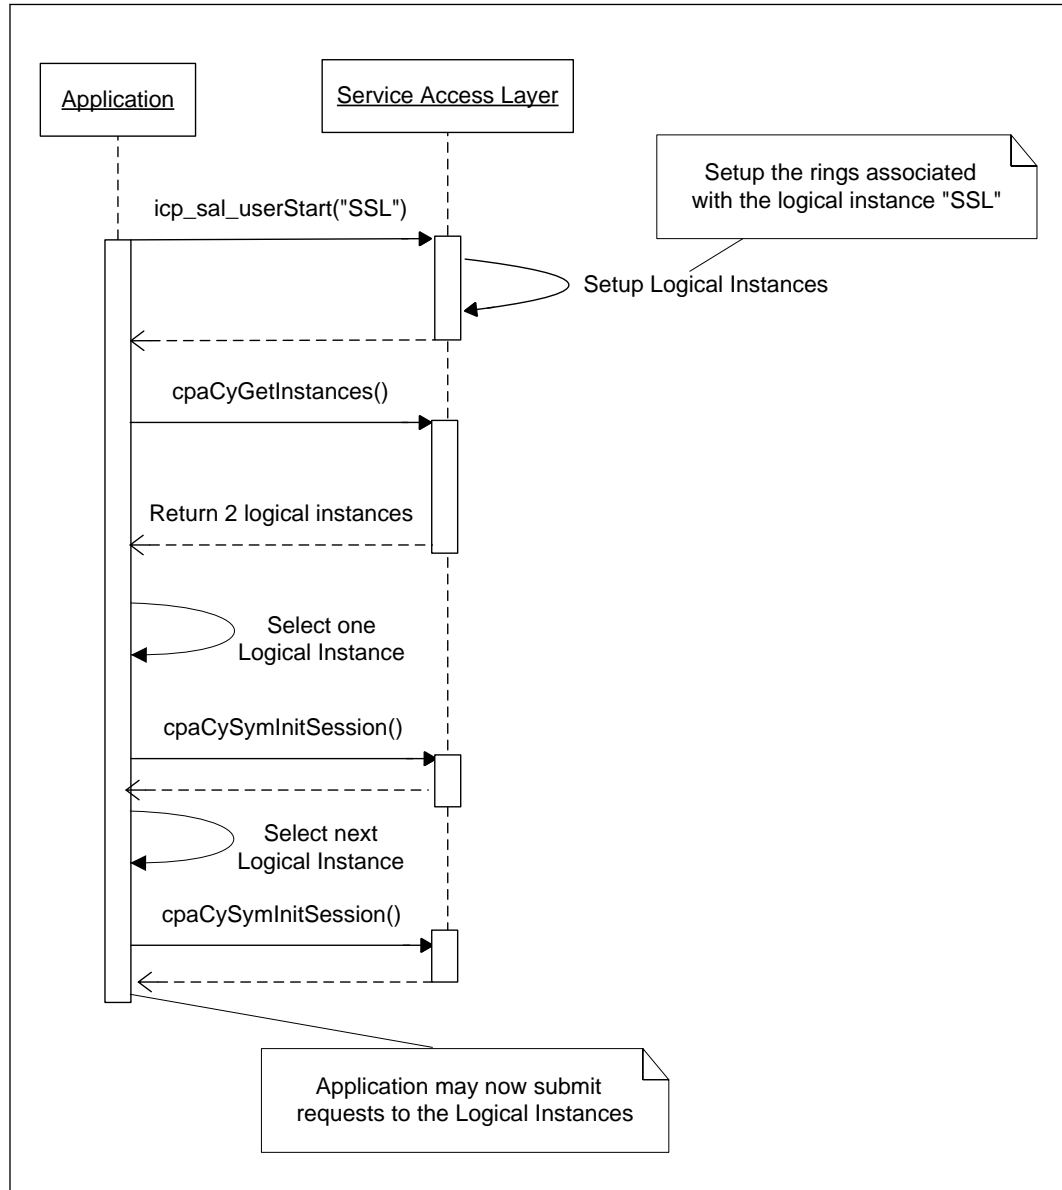 Application
Service Access Layer
Setup the rings associated
with the logical instance "SSL"
icp_sal_userStart("SSL")
Setup Logical Instances
cpaCyGetInstances()
Return 2 logical instances
Select one
Logical Instance
cpaCySymInitSession()
Select next
Logical Instance
cpaCySymInitSession()
Application may now submit
requests to the Logical Instances